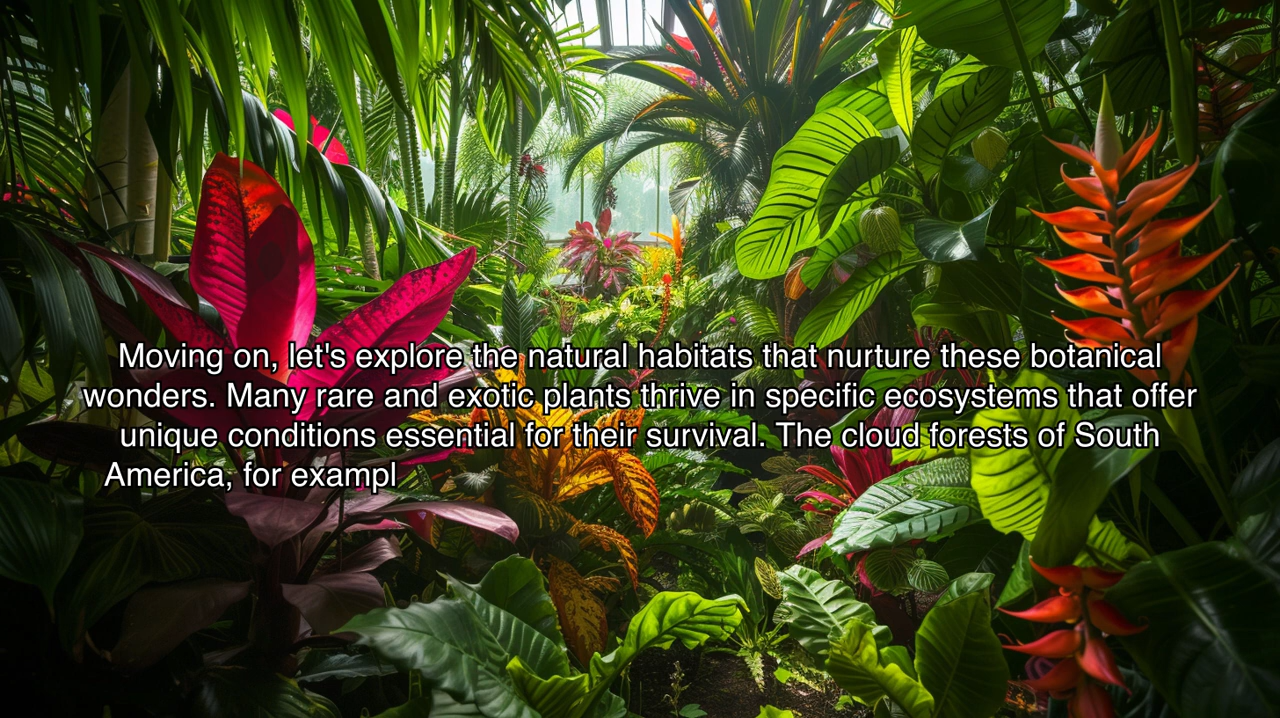 Moving on, let's explore the natural habitats that nurture these botanical
wonders. Many rare and exotic plants thrive in specific ecosystems that offer
unique conditions essential for their survival. The cloud forests of South
America, for exampl